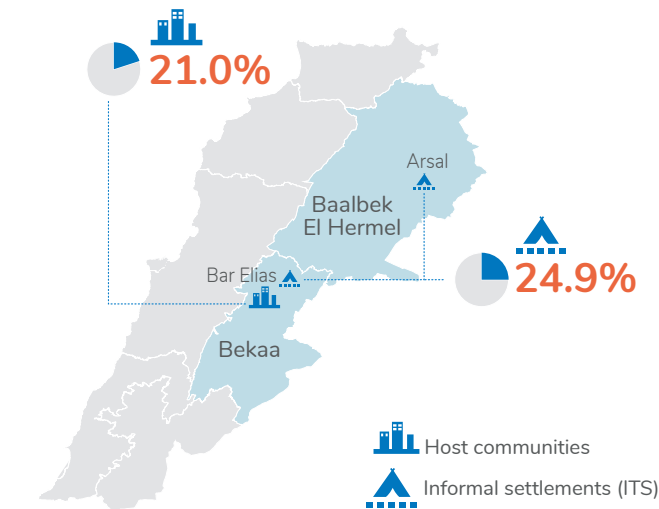 21.0%
Arsal
Baalbek
El Hermel
Bar Elias
24.9%
Bekaa
Host communities
Informal settlements (ITS)